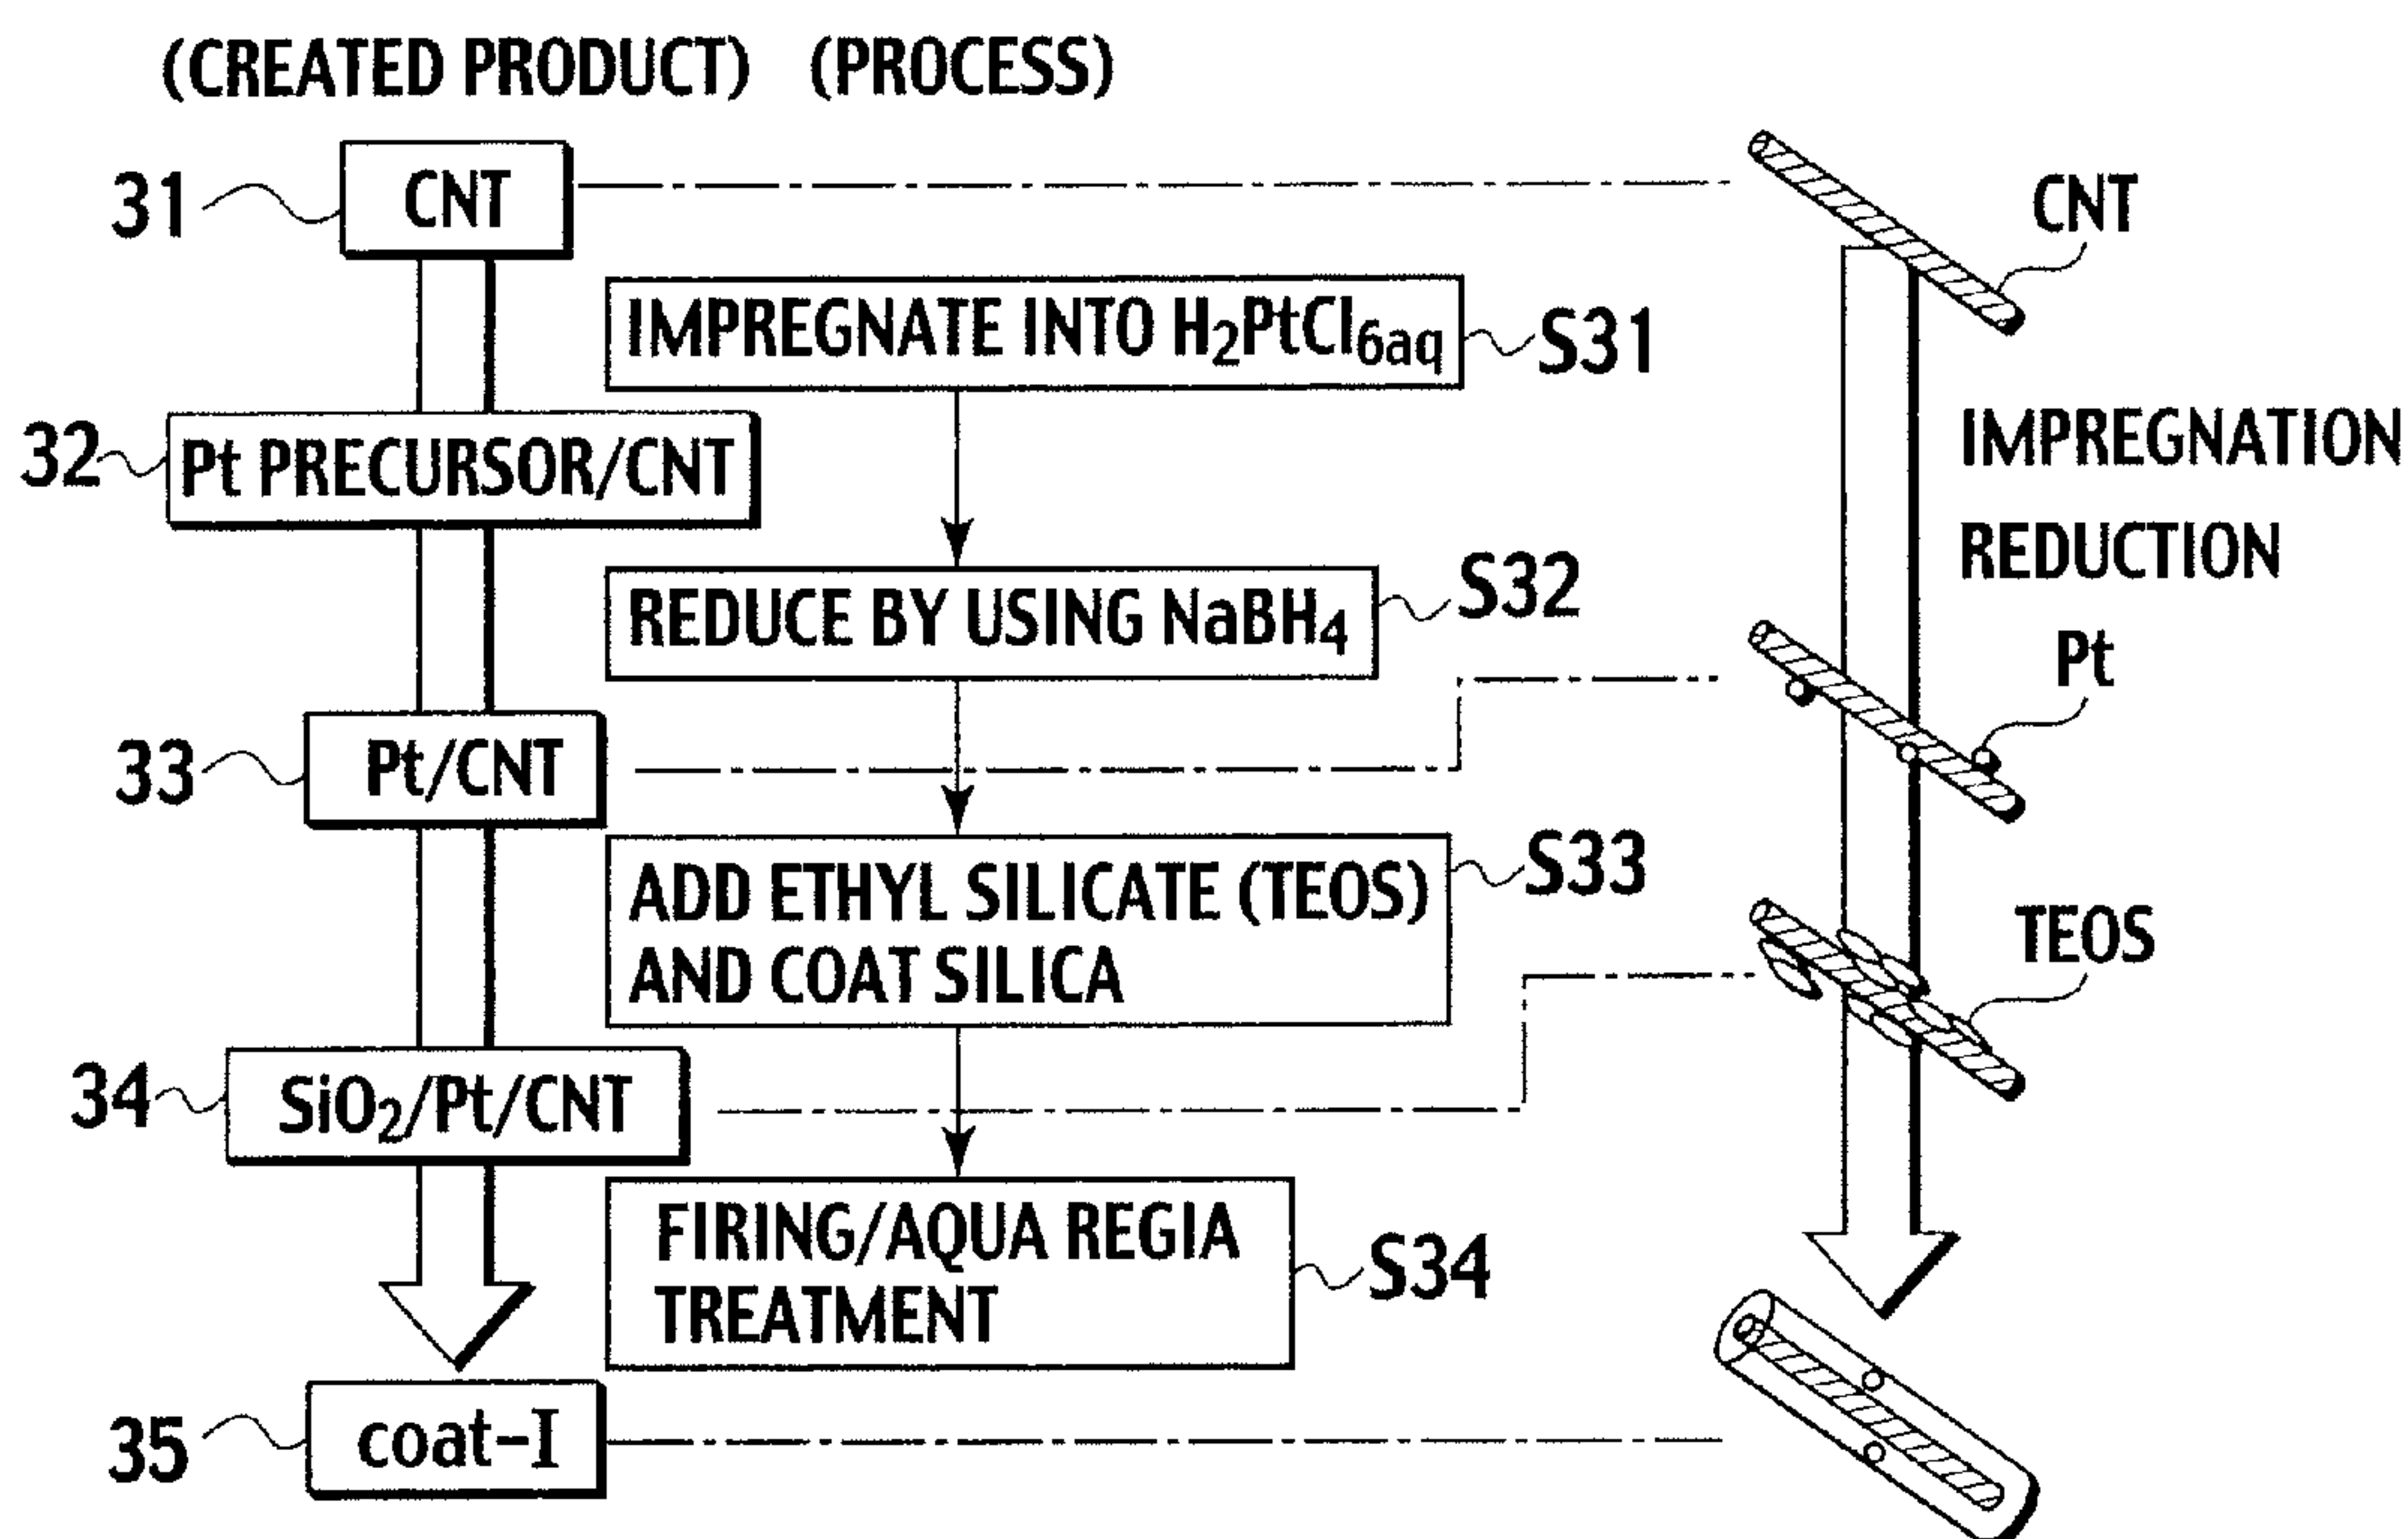 (CREATED PRODUCT) (PROCESS)
31
CNT
CNT
IMPREGNATE INTO H₂PtCl₆aq
S31
32
Pt PRECURSOR/CNT
IMPREGNATION
REDUCTION
REDUCE BY USING NaBH₄
S32
Pt
33
Pt/CNT
ADD ETHYL SILICATE (TEOS)
AND COAT SILICA
S33
TEOS
34
SiO₂/Pt/CNT
FIRING/AQUA REGIA
TREATMENT
S34
35
coat-I